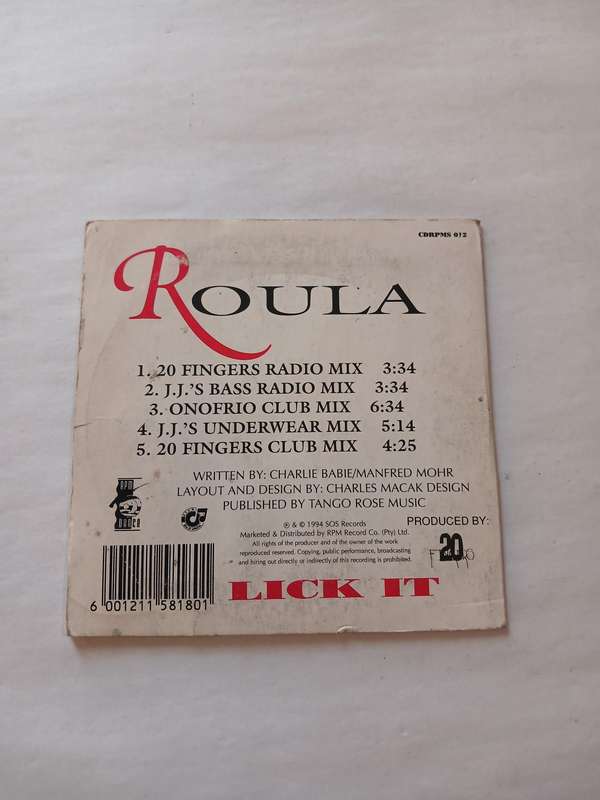 CDRPMS 012
ROULA
1. 20 FINGERS RADIO MIX 3:34
2. J.J.'S BASS RADIO MIX 3:34
3. ONOFRIO CLUB MIX 6:34
4. J.J.'S UNDERWEAR MIX 5:14
5. 20 FINGERS CLUB MIX 4:25
WRITTEN BY: CHARLIE BABIE/MANFRED MOHR
LAYOUT AND DESIGN BY: CHARLES MACAK DESIGN
PUBLISHED BY: TANGO ROSE MUSIC
℗ & © 1994 SOS Records
Marketed & Distributed by RPM Record Co. (Pty) Ltd.
All rights of the producer and of the owner of the work
reproduced reserved. Copying, public performance, broadcasting
and hiring out directly or indirectly of this recording is prohibited.
PRODUCED BY:
20
6 001211 581801
LICK IT